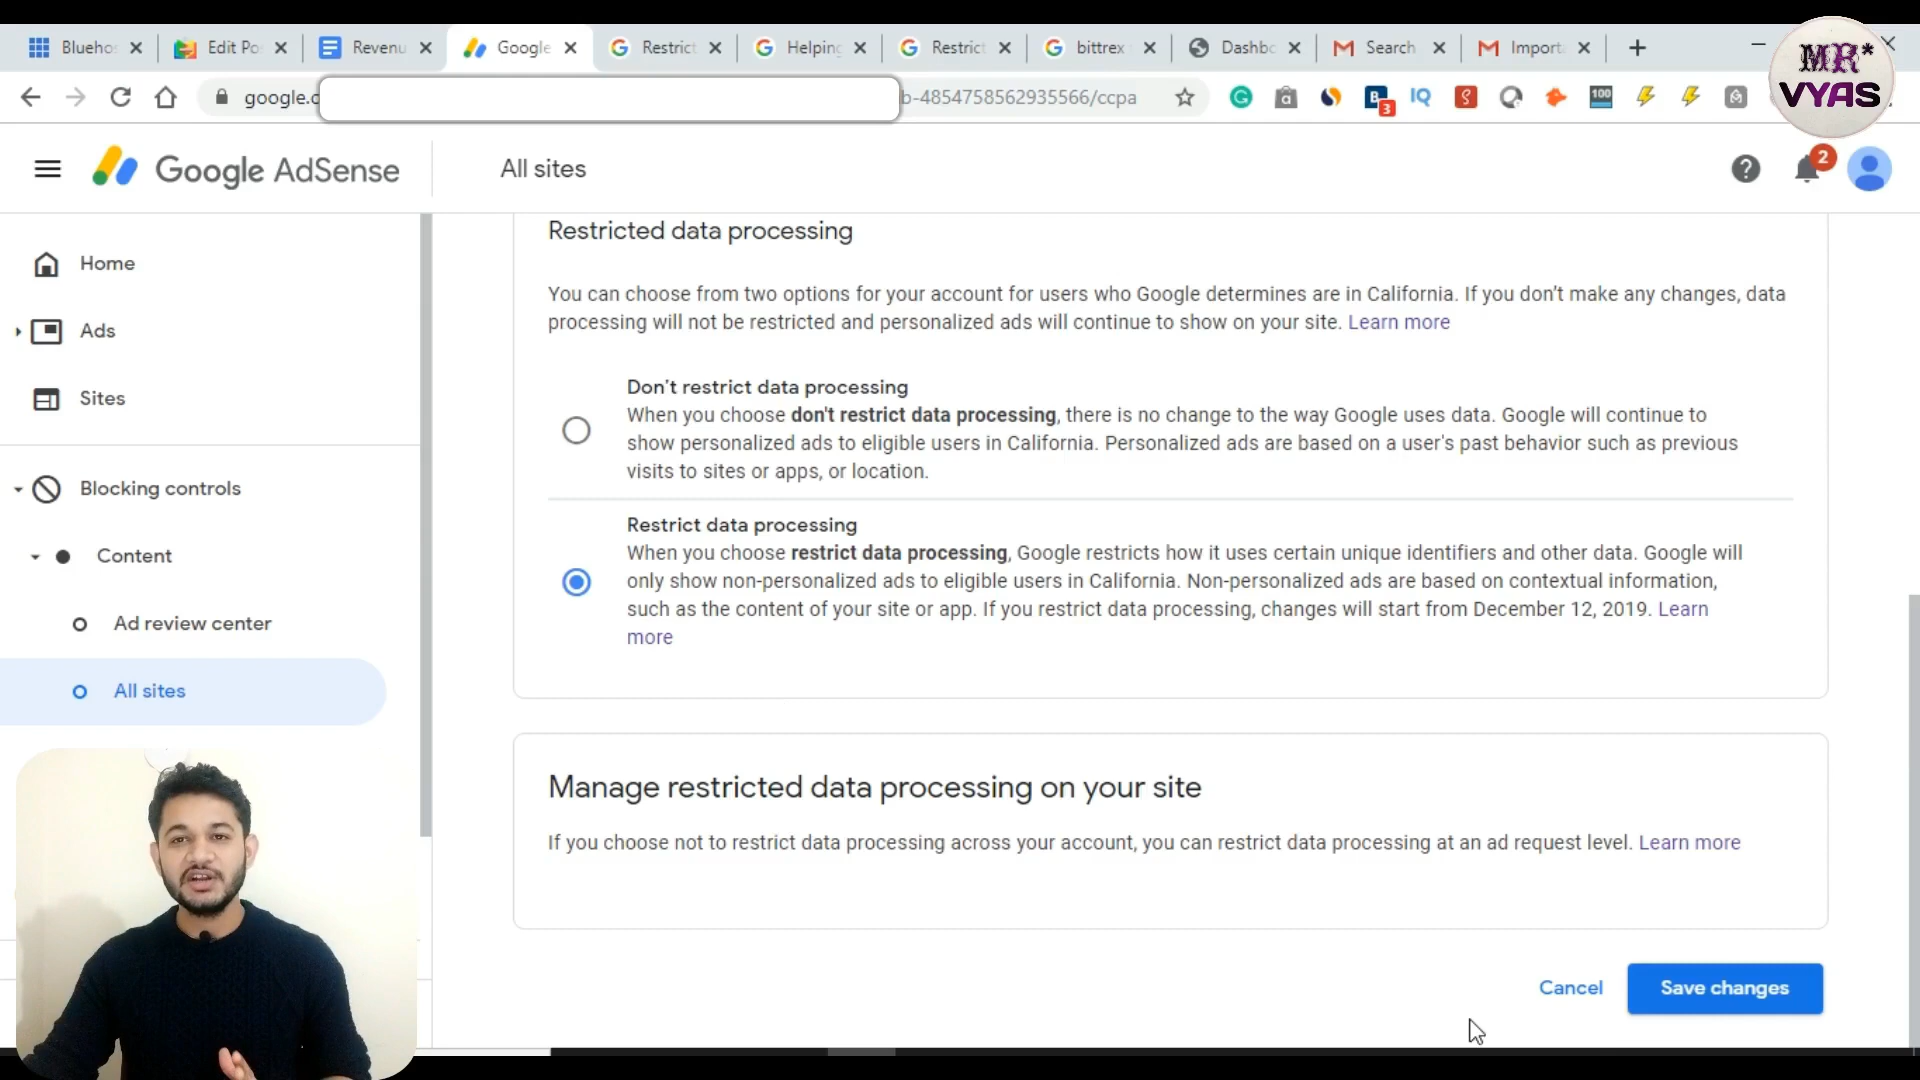 Blueho
Edit Po
Revenu
Google
Restrict
Helping
Restrict
bittrex
Dashbo
Search
Import
MR*
VYAS
google.c
b-4854758562935566/ccpa
3
IQ
100
Google AdSense
All sites
2
Home
Ads
Sites
Blocking controls
Content
Ad review center
All sites
Restricted data processing
You can choose from two options for your account for users who Google determines are in California. If you don't make any changes, data
processing will not be restricted and personalized ads will continue to show on your site. Learn more
Don't restrict data processing
When you choose don't restrict data processing, there is no change to the way Google uses data. Google will continue to
show personalized ads to eligible users in California. Personalized ads are based on a user's past behavior such as previous
visits to sites or apps, or location.
Restrict data processing
When you choose restrict data processing, Google restricts how it uses certain unique identifiers and other data. Google will
only show non-personalized ads to eligible users in California. Non-personalized ads are based on contextual information,
such as the content of your site or app. If you restrict data processing, changes will start from December 12, 2019. Learn
more
Manage restricted data processing on your site
If you choose not to restrict data processing across your account, you can restrict data processing at an ad request level. Learn more
Cancel
Save changes